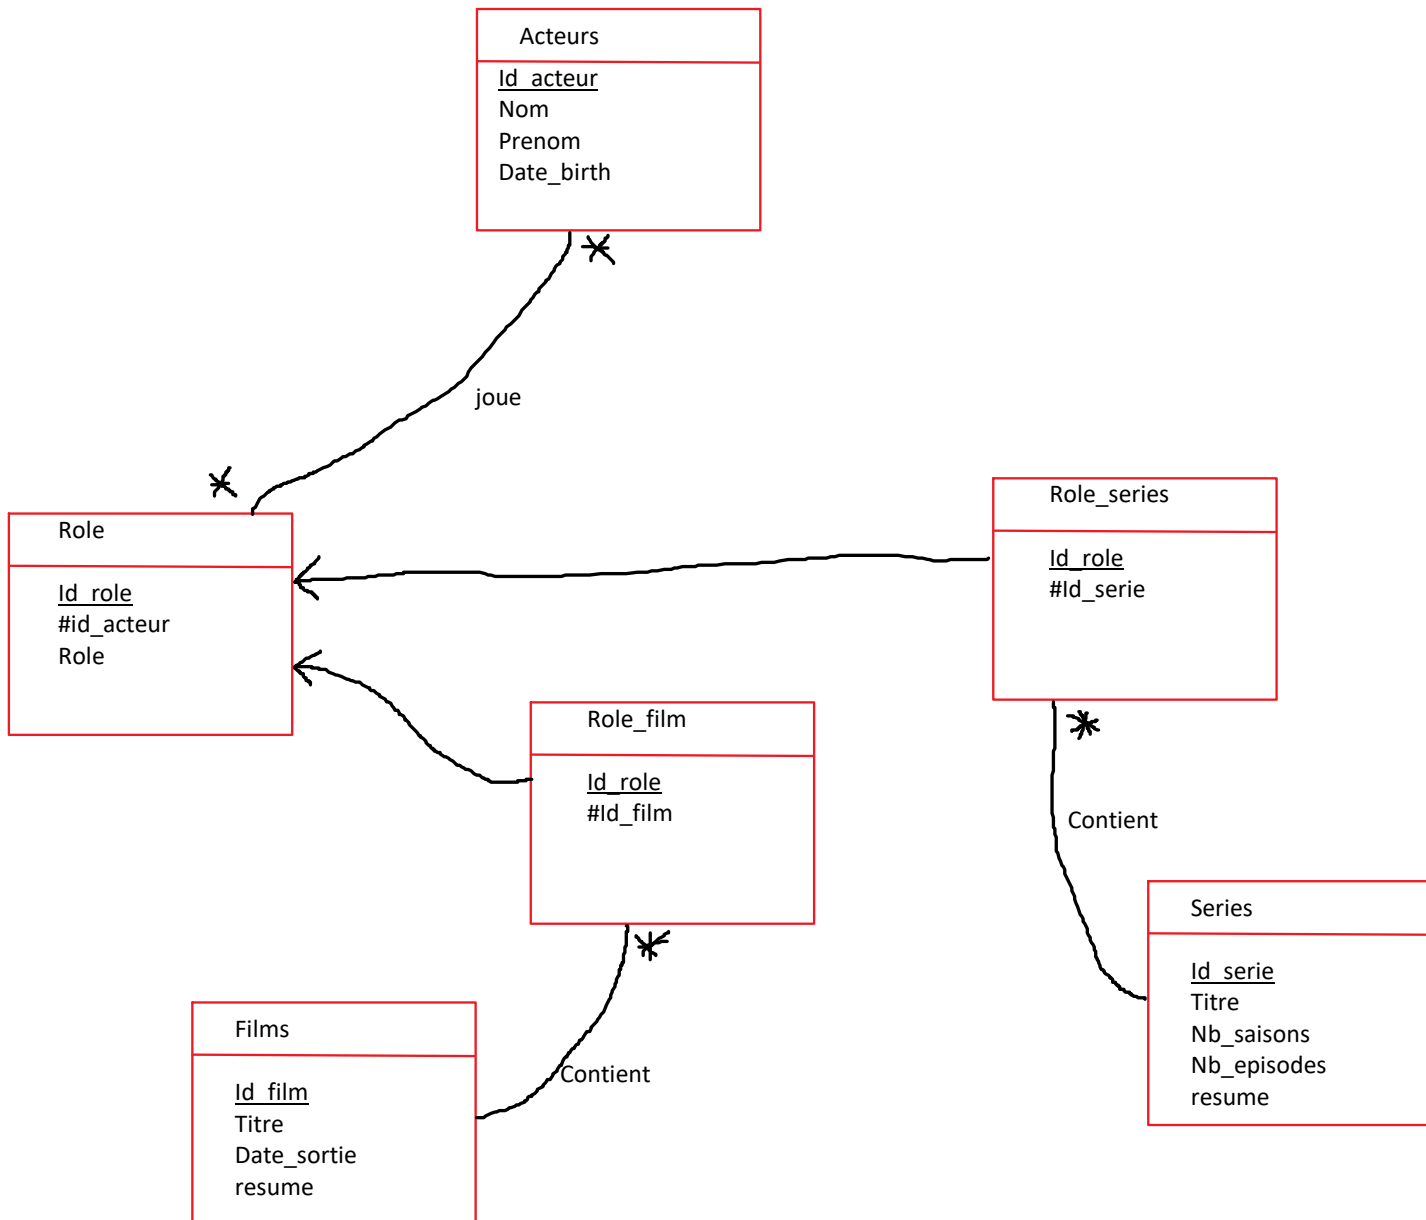 Acteurs
Id_acteur
Nom
Prenom
Date_birth
*
joue
*
Role
Id_role
#id_acteur
Role
Role_series
Id_role
#Id_serie
*
Contient
Role_film
Id_role
#Id_film
*
Contient
Series
Id_serie
Titre
Nb_saisons
Nb_episodes
resume
Films
Id_film
Titre
Date_sortie
resume